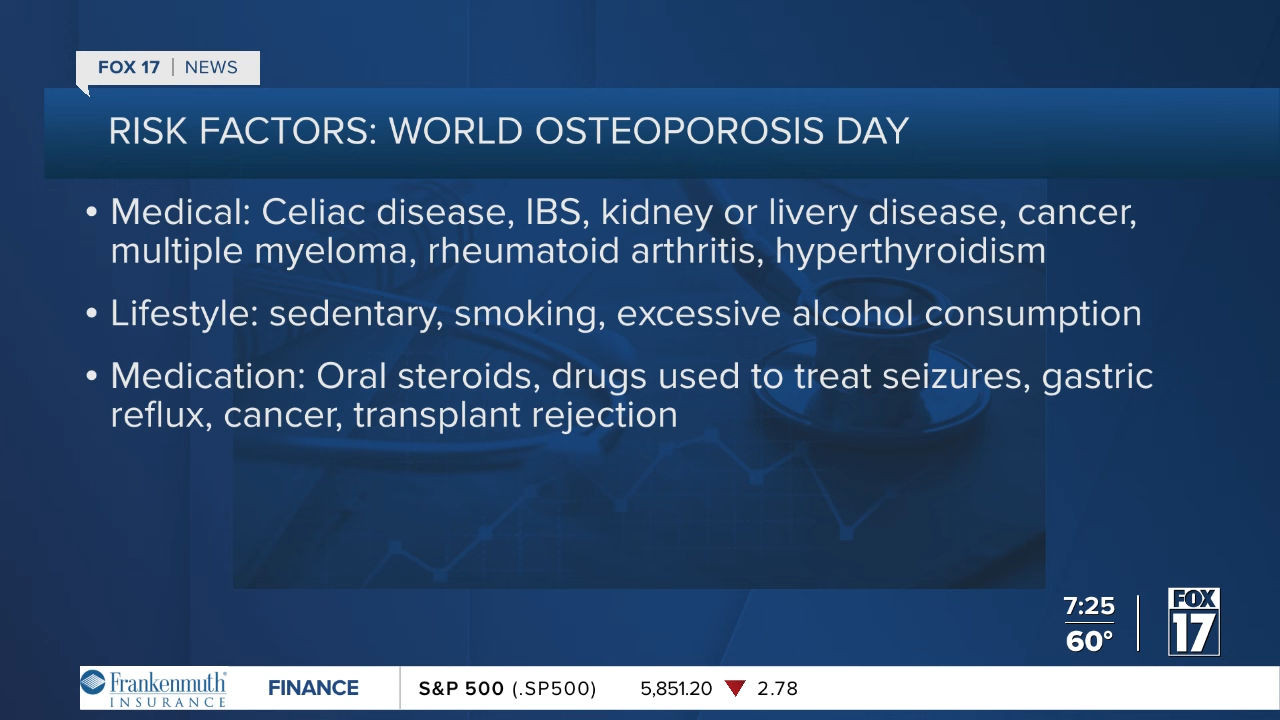 FOX 17 | NEWS
RISK FACTORS: WORLD OSTEOPOROSIS DAY
• Medical: Celiac disease, IBS, kidney or livery disease, cancer,
multiple myeloma, rheumatoid arthritis, hyperthyroidism
• Lifestyle: sedentary, smoking, excessive alcohol consumption
• Medication: Oral steroids, drugs used to treat seizures, gastric
reflux, cancer, transplant rejection
7:25
60°
FOX
17
Frankenmuth®
INSURANCE
FINANCE
S&P 500 (.SP500) 5,851.20 ▼ 2.78